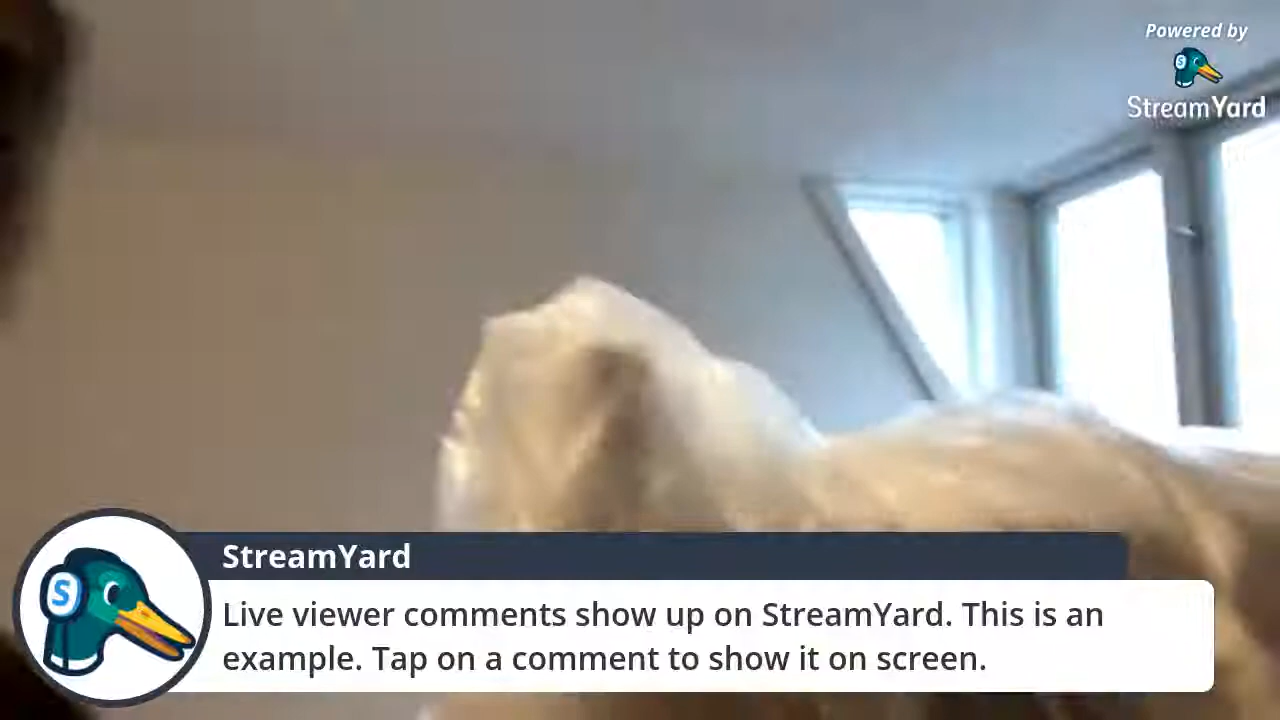 Powered by
S
StreamYard
StreamYard
S
Live viewer comments show up on StreamYard. This is an
example. Tap on a comment to show it on screen.